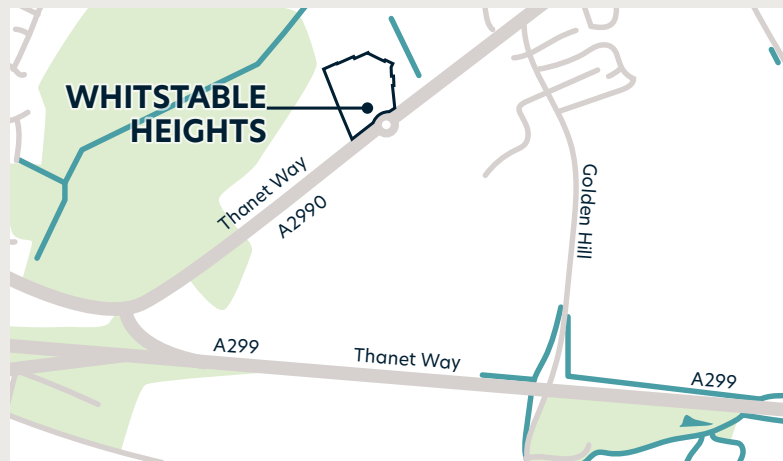 WHITSTABLE
HEIGHTS
Thanet Way
A2990
Golden Hill
A299
Thanet Way
A299